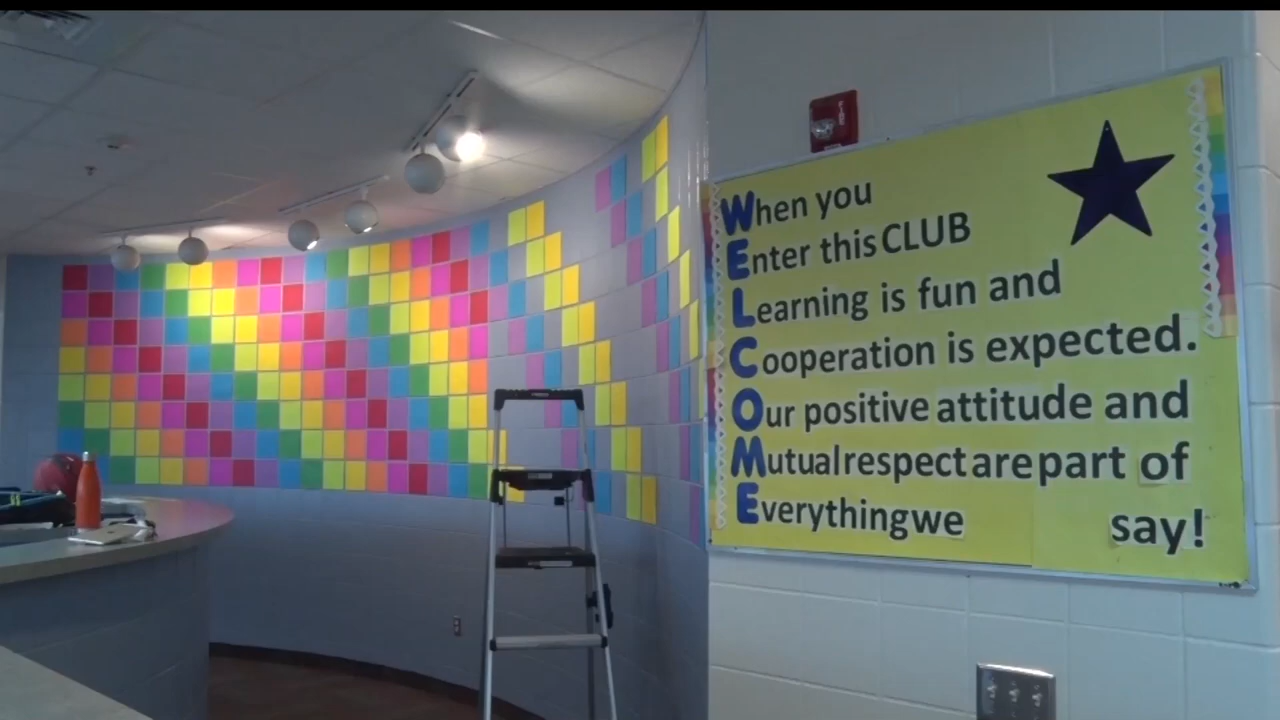 When you
Enter this CLUB
Learning is fun and
Cooperation is expected.
Our positive attitude and
Mutual respect are part of
Everything we say!